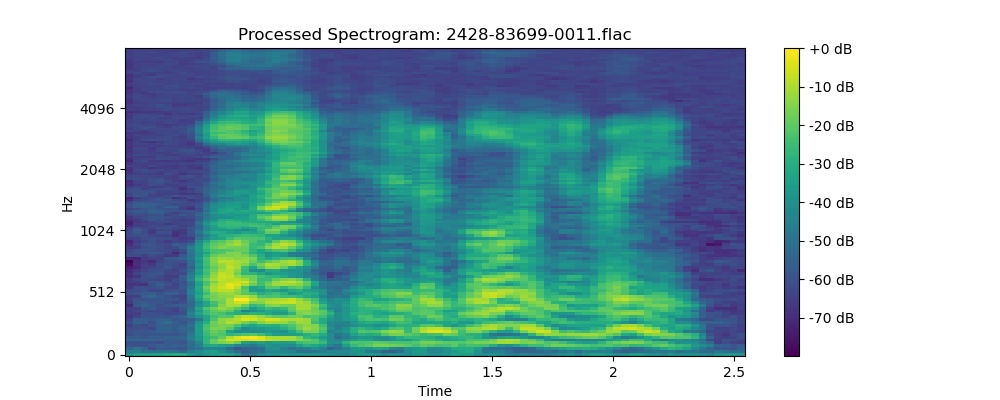 Processed Spectrogram: 2428-83699-0011.flac
+0 dB
4096
-10 dB
-20 dB
2048
-30 dB
Hz
-40 dB
1024
-50 dB
512
-60 dB
-70 dB
0
0 0.5 1 1.5 2 2.5
Time